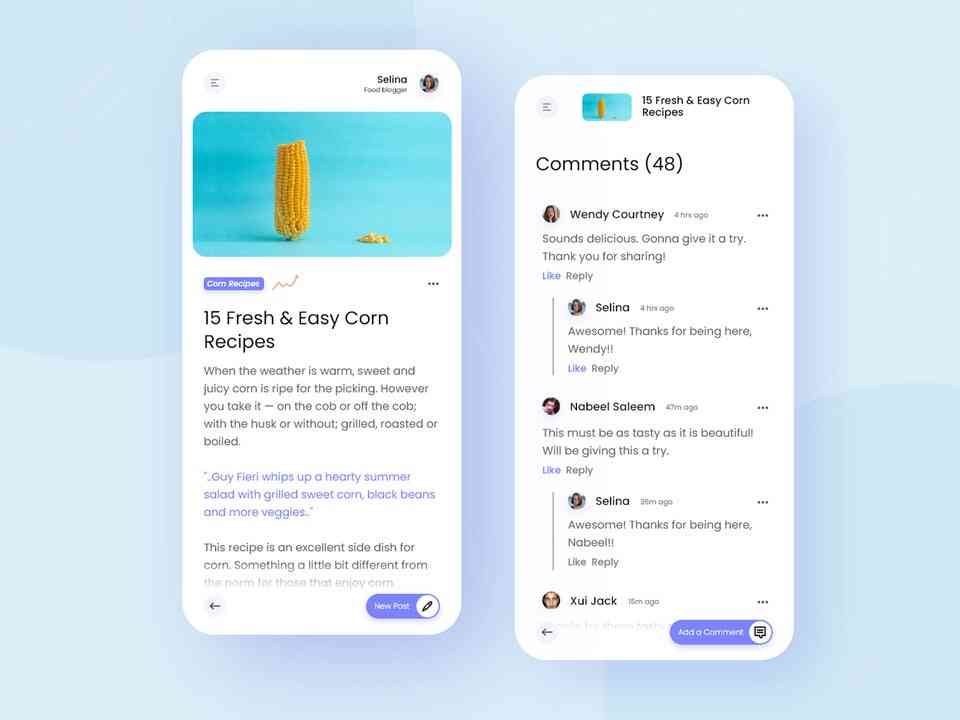 Selina
Food blogger
Corn Recipes
15 Fresh & Easy Corn
Recipes
When the weather is warm, sweet and
juicy corn is ripe for the picking. However
you take it — on the cob or off the cob;
with the husk or without; grilled, roasted or
boiled.
"..Guy Fieri whips up a hearty summer
salad with grilled sweet corn, black beans
and more veggies.."
This recipe is an excellent side dish for
corn. Something a little bit different from
the norm for those that enjoy corn.
New Post
15 Fresh & Easy Corn
Recipes
Comments (48)
Wendy Courtney 4 hrs ago
Sounds delicious. Gonna give it a try.
Thank you for sharing!
Like Reply
Selina 4 hrs ago
Awesome! Thanks for being here,
Wendy!!
Like Reply
Nabeel Saleem 47m ago
This must be as tasty as it is beautiful!
Will be giving this a try.
Like Reply
Selina 35m ago
Awesome! Thanks for being here,
Nabeel!!
Like Reply
Xui Jack 15m ago
Add a Comment